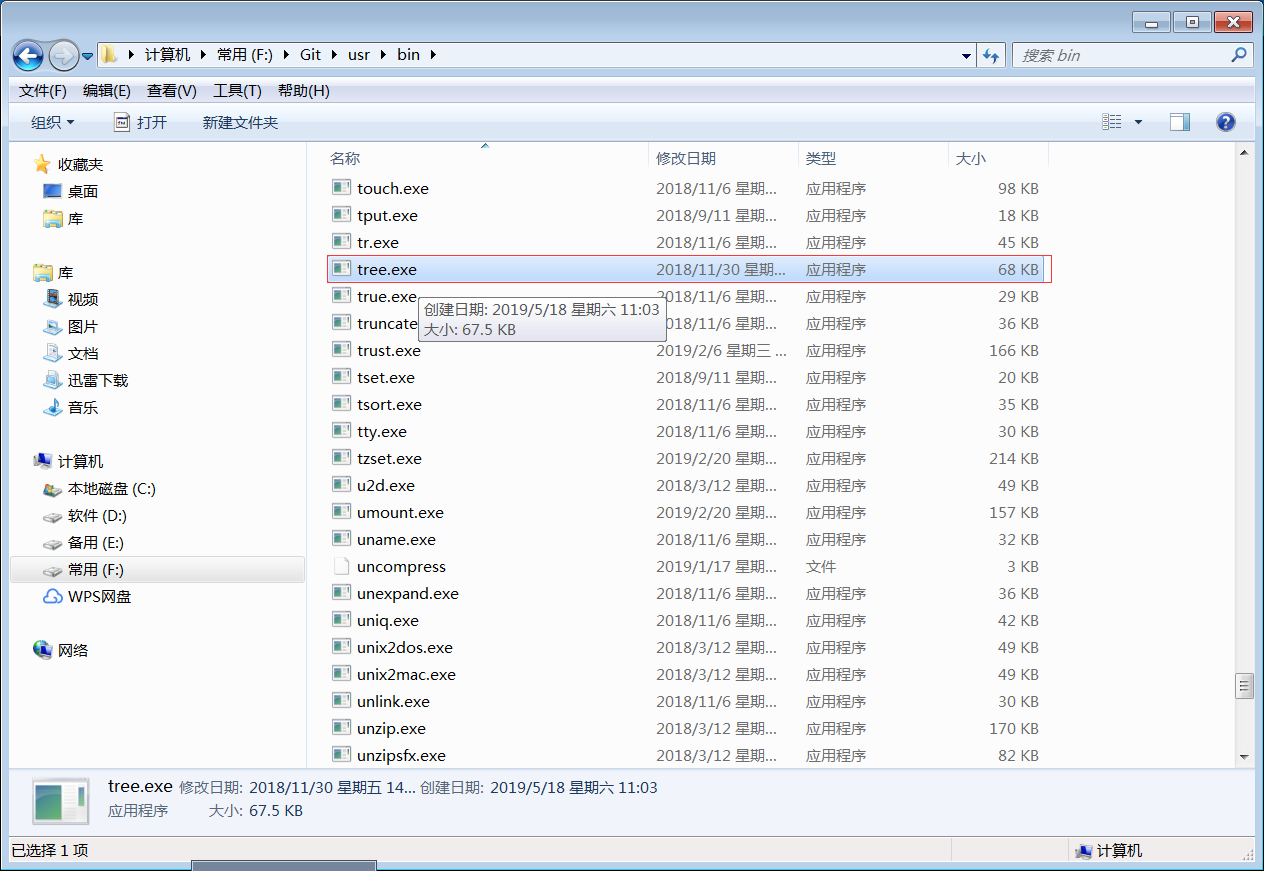 计算机 常用 (F:) Git usr bin
搜索 bin
文件(F) 编辑(E) 查看(V) 工具(T) 帮助(H)
组织 打开 新建文件夹
收藏夹
桌面
库
库
视频
图片
文档
迅雷下载
音乐
计算机
本地磁盘 (C:)
软件 (D:)
备用 (E:)
常用 (F:)
WPS网盘
网络
名称 修改日期 类型 大小
touch.exe 2018/11/6 星期... 应用程序 98 KB
tput.exe 2018/9/11 星期... 应用程序 18 KB
tr.exe 2018/11/6 星期... 应用程序 45 KB
tree.exe 2018/11/30 星期... 应用程序 68 KB
true.exe 2018/11/6 星期... 应用程序 29 KB
创建日期: 2019/5/18 星期六 11:03
大小: 67.5 KB
truncate 018/11/6 星期... 应用程序 36 KB
trust.exe 2019/2/6 星期三 ... 应用程序 166 KB
tset.exe 2018/9/11 星期... 应用程序 20 KB
tsort.exe 2018/11/6 星期... 应用程序 35 KB
tty.exe 2018/11/6 星期... 应用程序 30 KB
tzset.exe 2019/2/20 星期... 应用程序 214 KB
u2d.exe 2018/3/12 星期... 应用程序 49 KB
umount.exe 2019/2/20 星期... 应用程序 157 KB
uname.exe 2018/11/6 星期... 应用程序 32 KB
uncompress 2019/1/17 星期... 文件 3 KB
unexpand.exe 2018/11/6 星期... 应用程序 36 KB
uniq.exe 2018/11/6 星期... 应用程序 42 KB
unix2dos.exe 2018/3/12 星期... 应用程序 49 KB
unix2mac.exe 2018/3/12 星期... 应用程序 49 KB
unlink.exe 2018/11/6 星期... 应用程序 30 KB
unzip.exe 2018/3/12 星期... 应用程序 170 KB
unzipsfx.exe 2018/3/12 星期... 应用程序 82 KB
tree.exe 修改日期: 2018/11/30 星期五 14... 创建日期: 2019/5/18 星期六 11:03
应用程序 大小: 67.5 KB
已选择 1 项 计算机